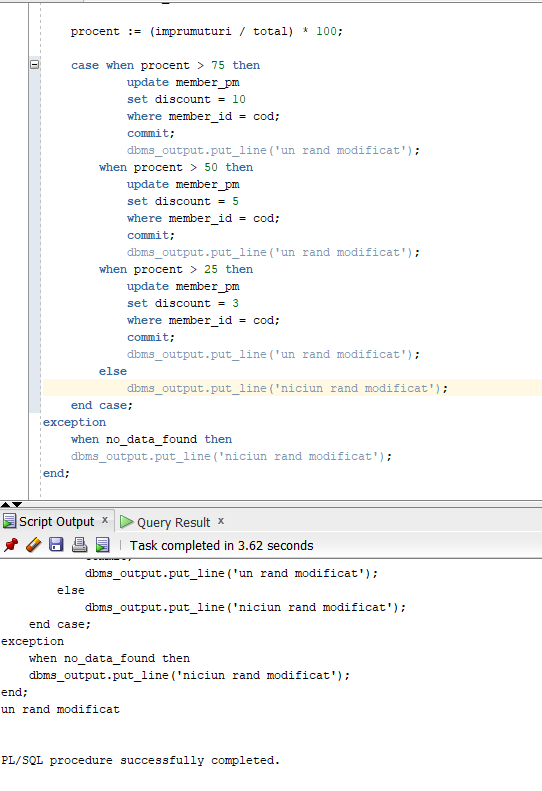 procent := (imprumuturi / total) * 100;
case when procent > 75 then
update member_pm
set discount = 10
where member_id = cod;
commit;
dbms_output.put_line('un rand modificat');
when procent > 50 then
update member_pm
set discount = 5
where member_id = cod;
commit;
dbms_output.put_line('un rand modificat');
when procent > 25 then
update member_pm
set discount = 3
where member_id = cod;
commit;
dbms_output.put_line('un rand modificat');
else
dbms_output.put_line('niciun rand modificat');
end case;
exception
when no_data_found then
dbms_output.put_line('niciun rand modificat');
end;
Script Output x Query Result x
Task completed in 3.62 seconds
dbms_output.put_line('un rand modificat');
else
dbms_output.put_line('niciun rand modificat');
end case;
exception
when no_data_found then
dbms_output.put_line('niciun rand modificat');
end;
un rand modificat
PL/SQL procedure successfully completed.